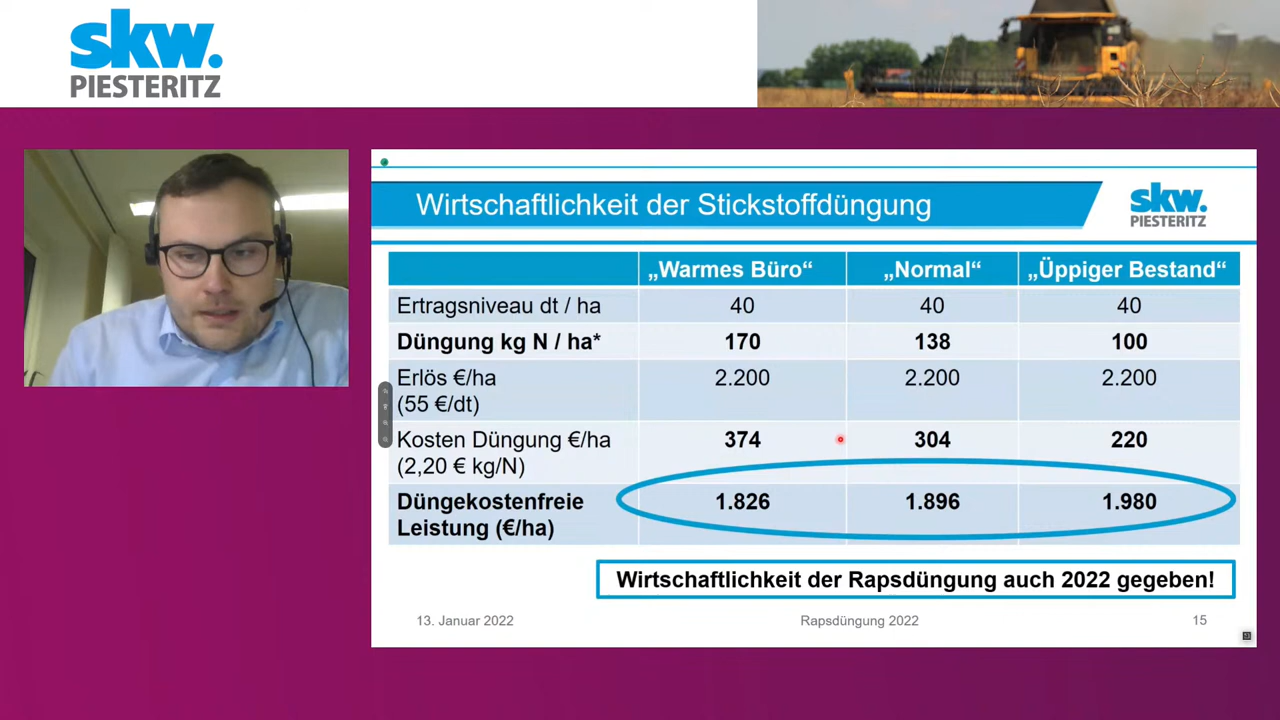 skw.
PIESTERITZ
Wirtschaftlichkeit der Stickstoffdüngung
skw.
PIESTERITZ
„Warmes Büro“ „Normal“ „Üppiger Bestand“
Ertragsniveau dt / ha 40 40 40
Düngung kg N / ha* 170 138 100
Erlös €/ha 2.200 2.200 2.200
(55 €/dt)
Kosten Düngung €/ha 374 304 220
(2,20 € kg/N)
Düngekostenfreie 1.826 1.896 1.980
Leistung (€/ha)
Wirtschaftlichkeit der Rapsdüngung auch 2022 gegeben!
13. Januar 2022 Rapsdüngung 2022 15